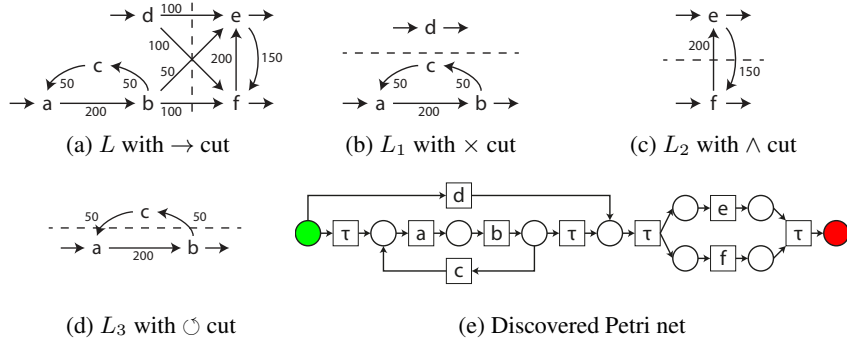 d 100 e
100
150
c
50
200
50
50
a 200 b 100 f
(a) L with → cut
d
c
50 50
a 200 b
(b) L₁ with × cut
e
200
150
f
(c) L₂ with ∧ cut
50 c 50
a 200 b
(d) L₃ with ↺ cut
d
e
τ a b τ τ τ
f
c
(e) Discovered Petri net